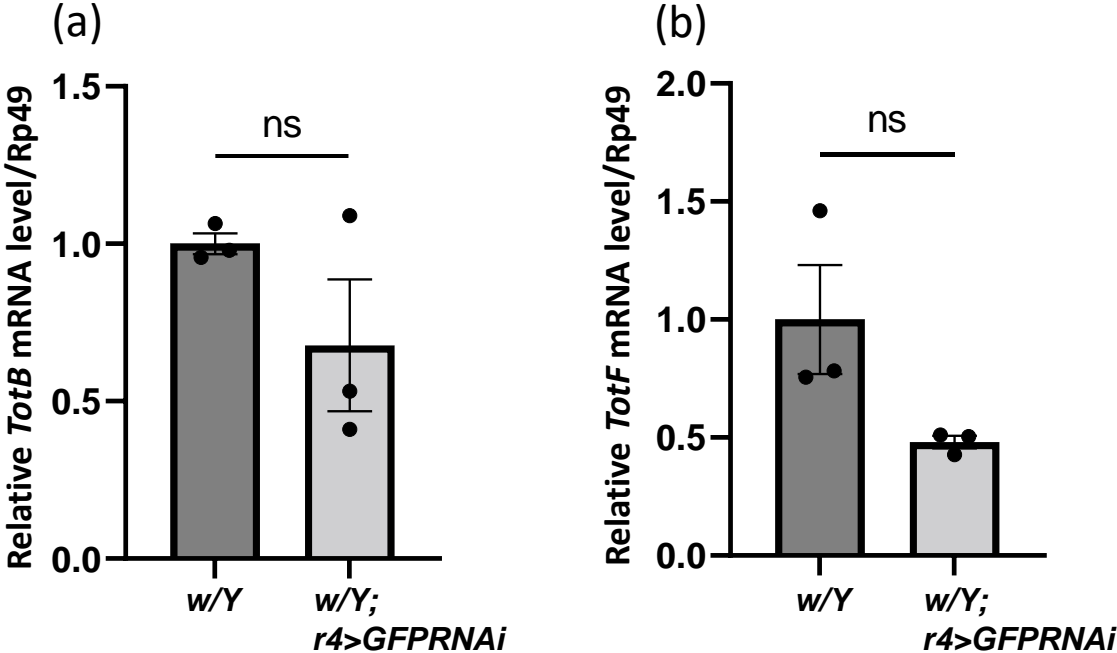 (a)
Relative TotB mRNA level/Rp49
1.5
1.0
0.5
0.0
ns
w/Y
w/Y;
r4>GFPRNAi
(b)
Relative TotF mRNA level/Rp49
2.0
1.5
1.0
0.5
0.0
ns
w/Y
w/Y;
r4>GFPRNAi